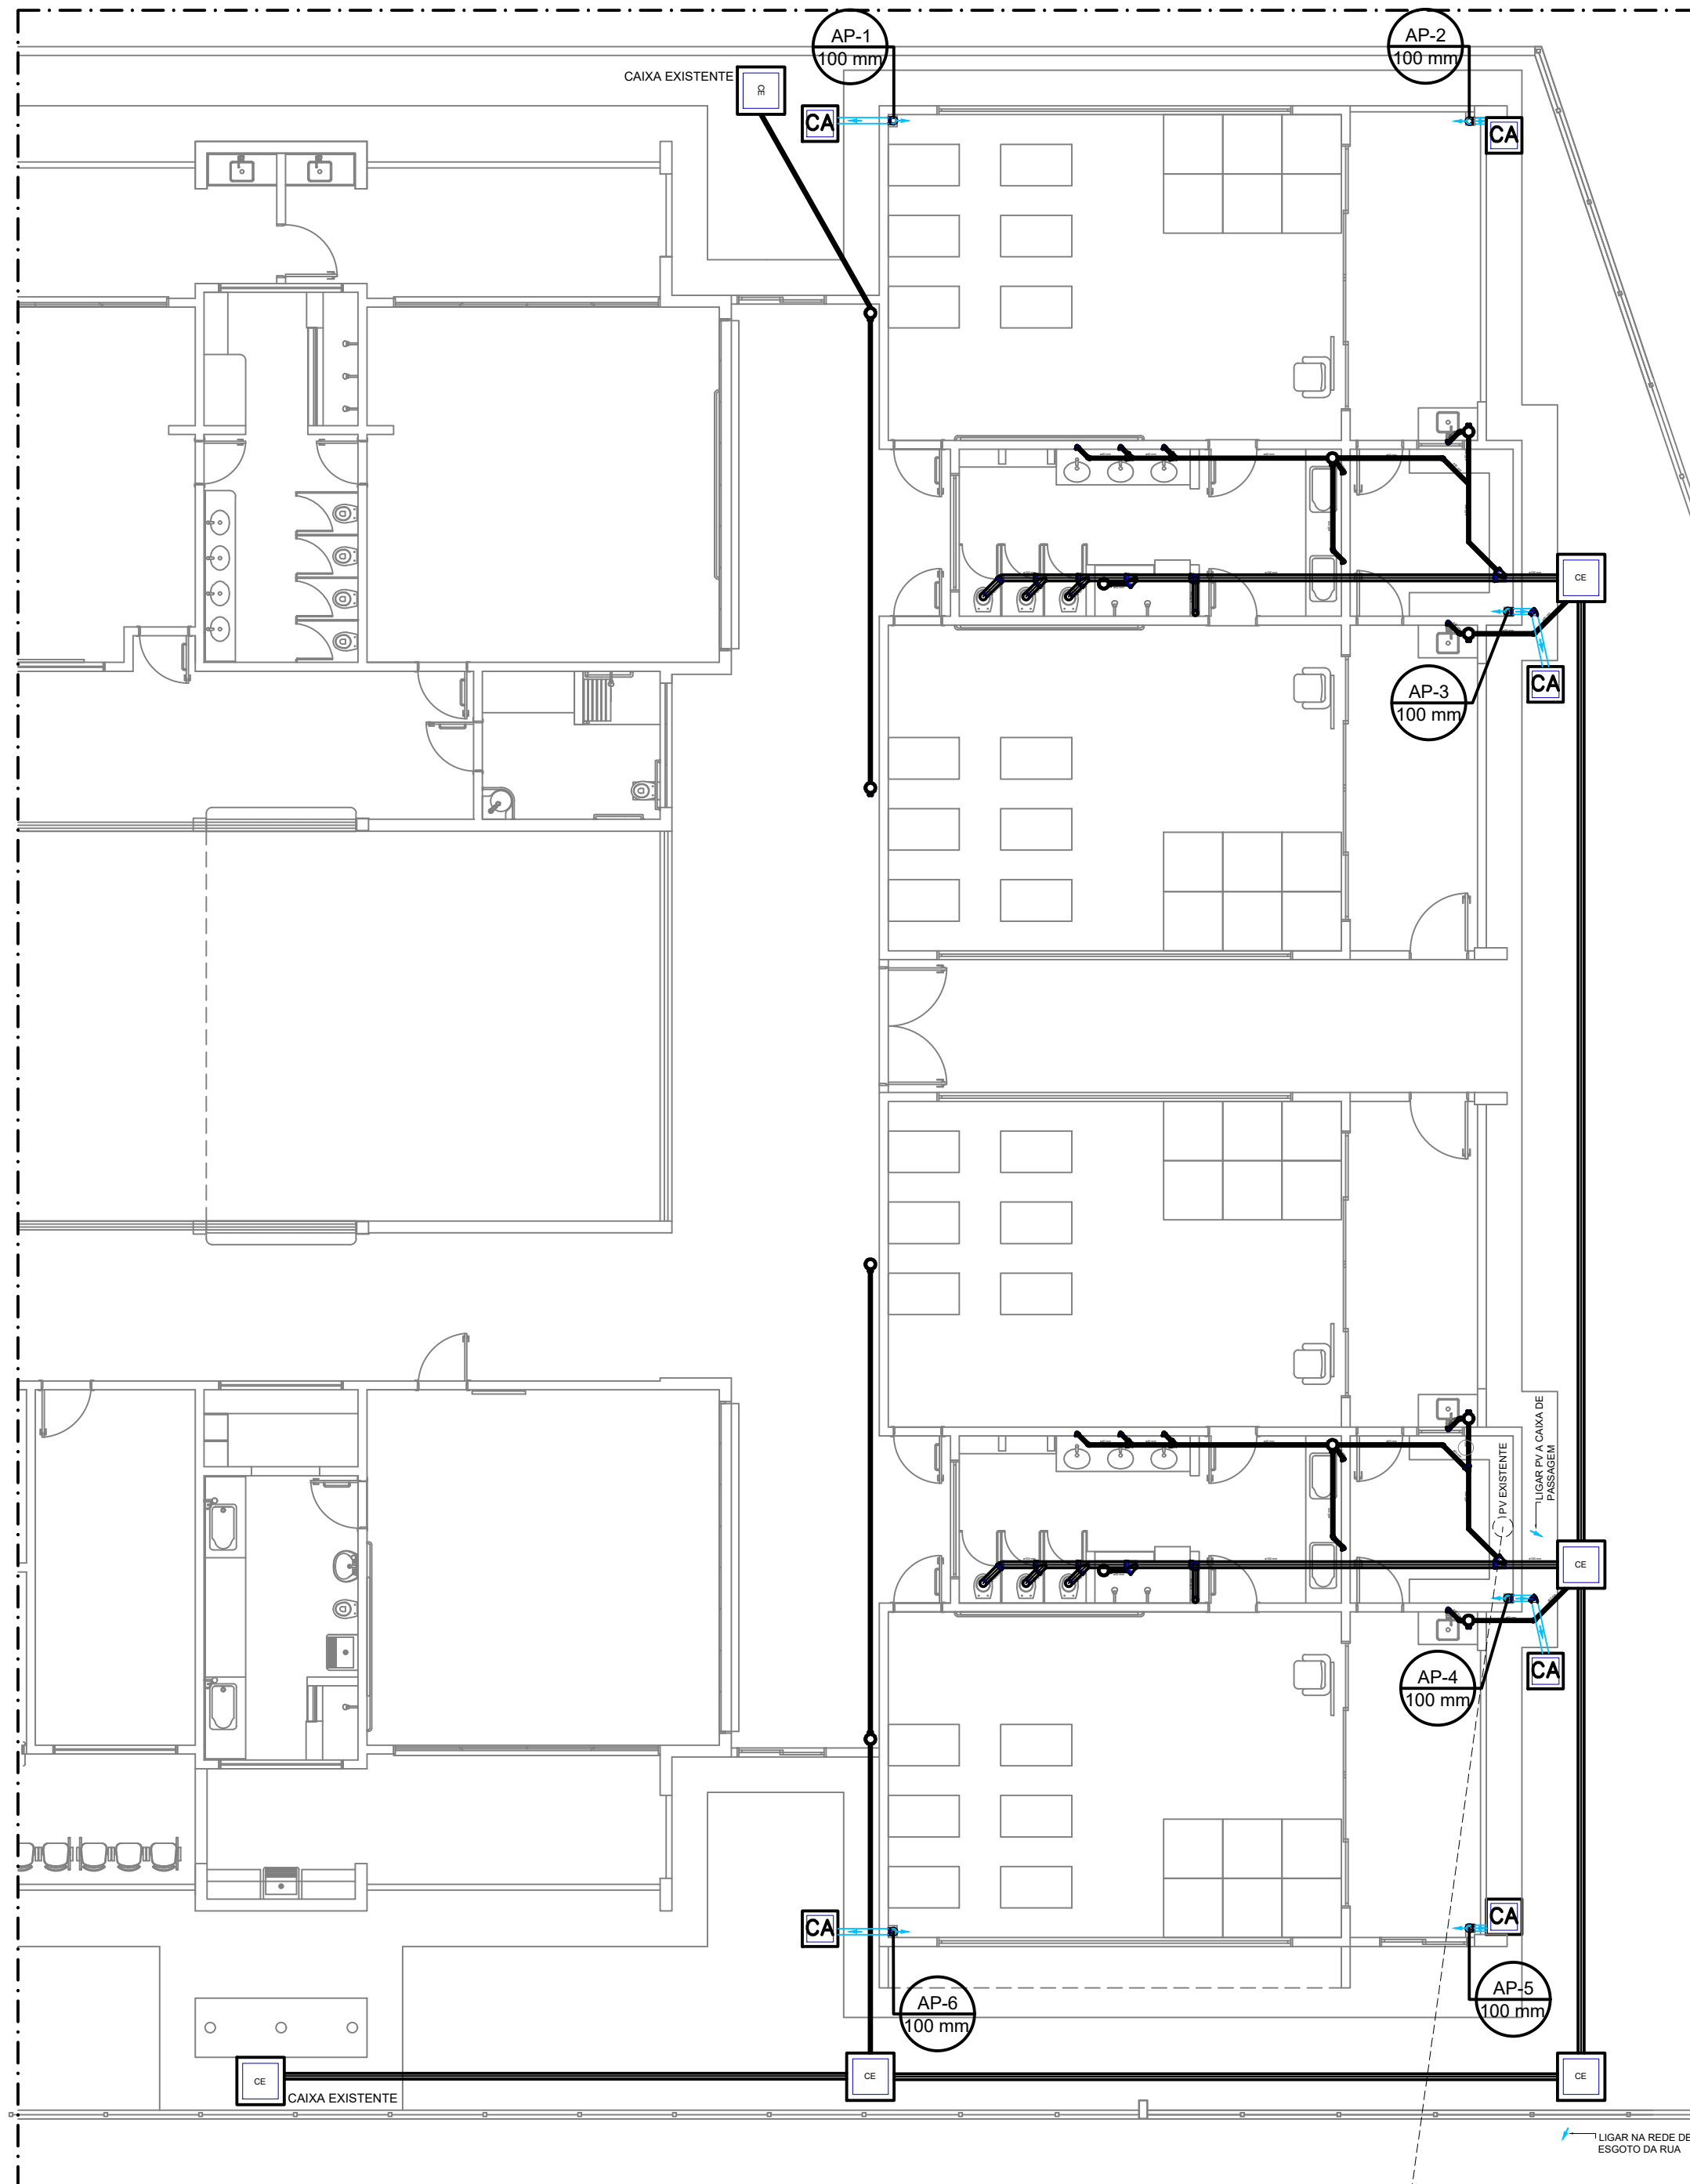 AP-1
100 mm
AP-2
100 mm
CAIXA EXISTENTE
CE
CA
CA
CE
AP-3
100 mm
CA
PV EXISTENTE
LIGAR PV A CAIXA DE
PASSAGEM
CE
AP-4
100 mm
CA
CA
CA
AP-6
100 mm
AP-5
100 mm
CE
CE
CE
CAIXA EXISTENTE
LIGAR NA REDE DE
ESGOTO DA RUA